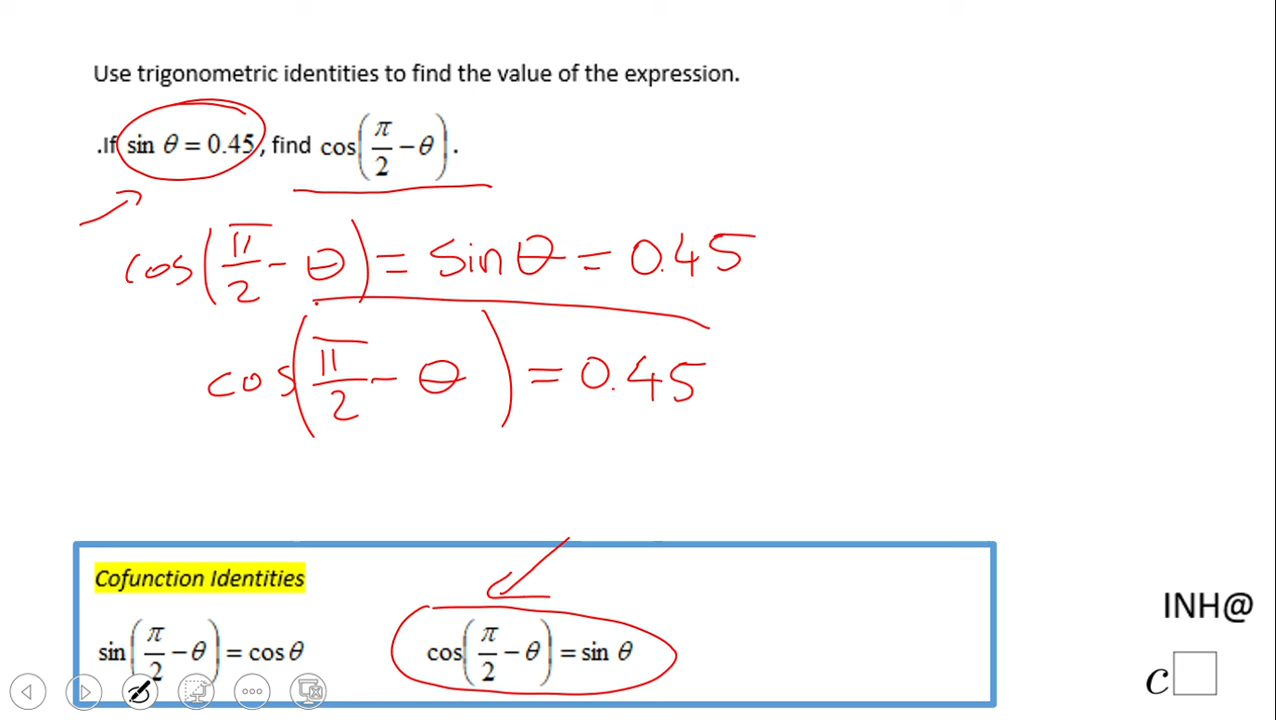 Use trigonometric identities to find the value of the expression.
.If sin θ = 0.45, find cos(π/2 − θ).
cos(π/2 − θ) = sin θ = 0.45
cos(π/2 − θ) = 0.45
Cofunction Identities
sin(π/2 − θ) = cos θ cos(π/2 − θ) = sin θ
INH@
c